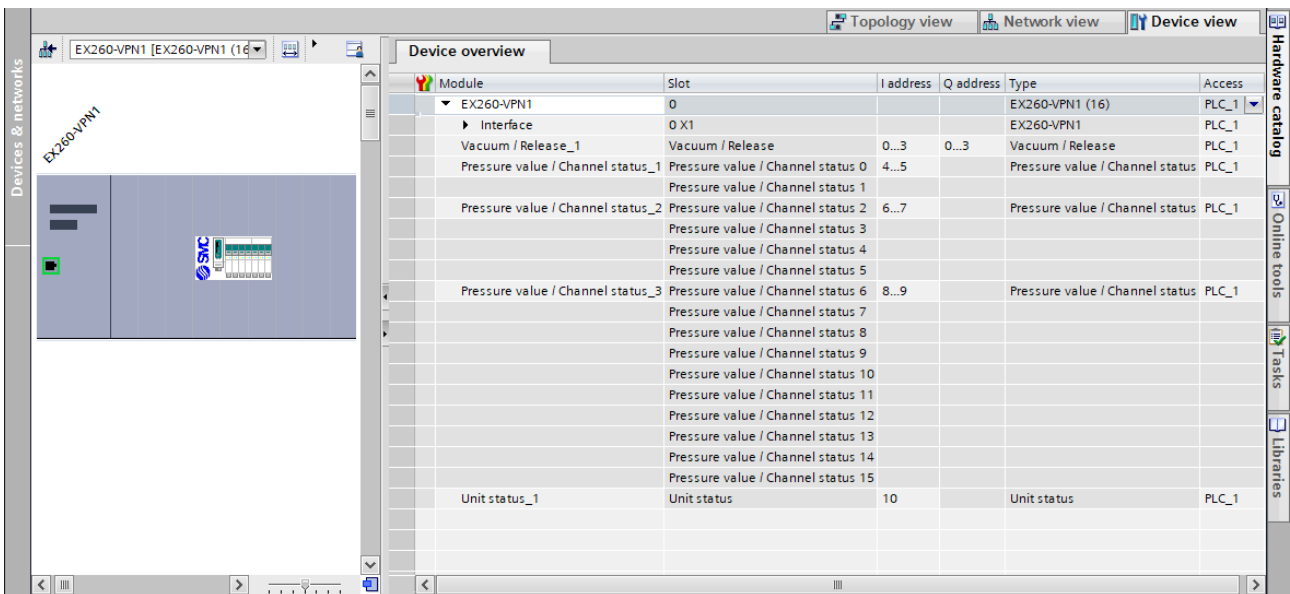 Topology view Network view Device view
Devices & networks
EX260-VPN1 [EX260-VPN1 (16
EX260-VPN1
SMC
Device overview
Module Slot I address Q address Type Access
EX260-VPN1 0 EX260-VPN1 (16) PLC_1
Interface 0 X1 EX260-VPN1 PLC_1
Vacuum / Release_1 Vacuum / Release 0...3 0...3 Vacuum / Release PLC_1
Pressure value / Channel status_1 Pressure value / Channel status 0 4...5 Pressure value / Channel status PLC_1
Pressure value / Channel status 1
Pressure value / Channel status_2 Pressure value / Channel status 2 6...7 Pressure value / Channel status PLC_1
Pressure value / Channel status 3
Pressure value / Channel status 4
Pressure value / Channel status 5
Pressure value / Channel status_3 Pressure value / Channel status 6 8...9 Pressure value / Channel status PLC_1
Pressure value / Channel status 7
Pressure value / Channel status 8
Pressure value / Channel status 9
Pressure value / Channel status 10
Pressure value / Channel status 11
Pressure value / Channel status 12
Pressure value / Channel status 13
Pressure value / Channel status 14
Pressure value / Channel status 15
Unit status_1 Unit status 10 Unit status PLC_1
Hardware catalog
Online tools
Tasks
Libraries